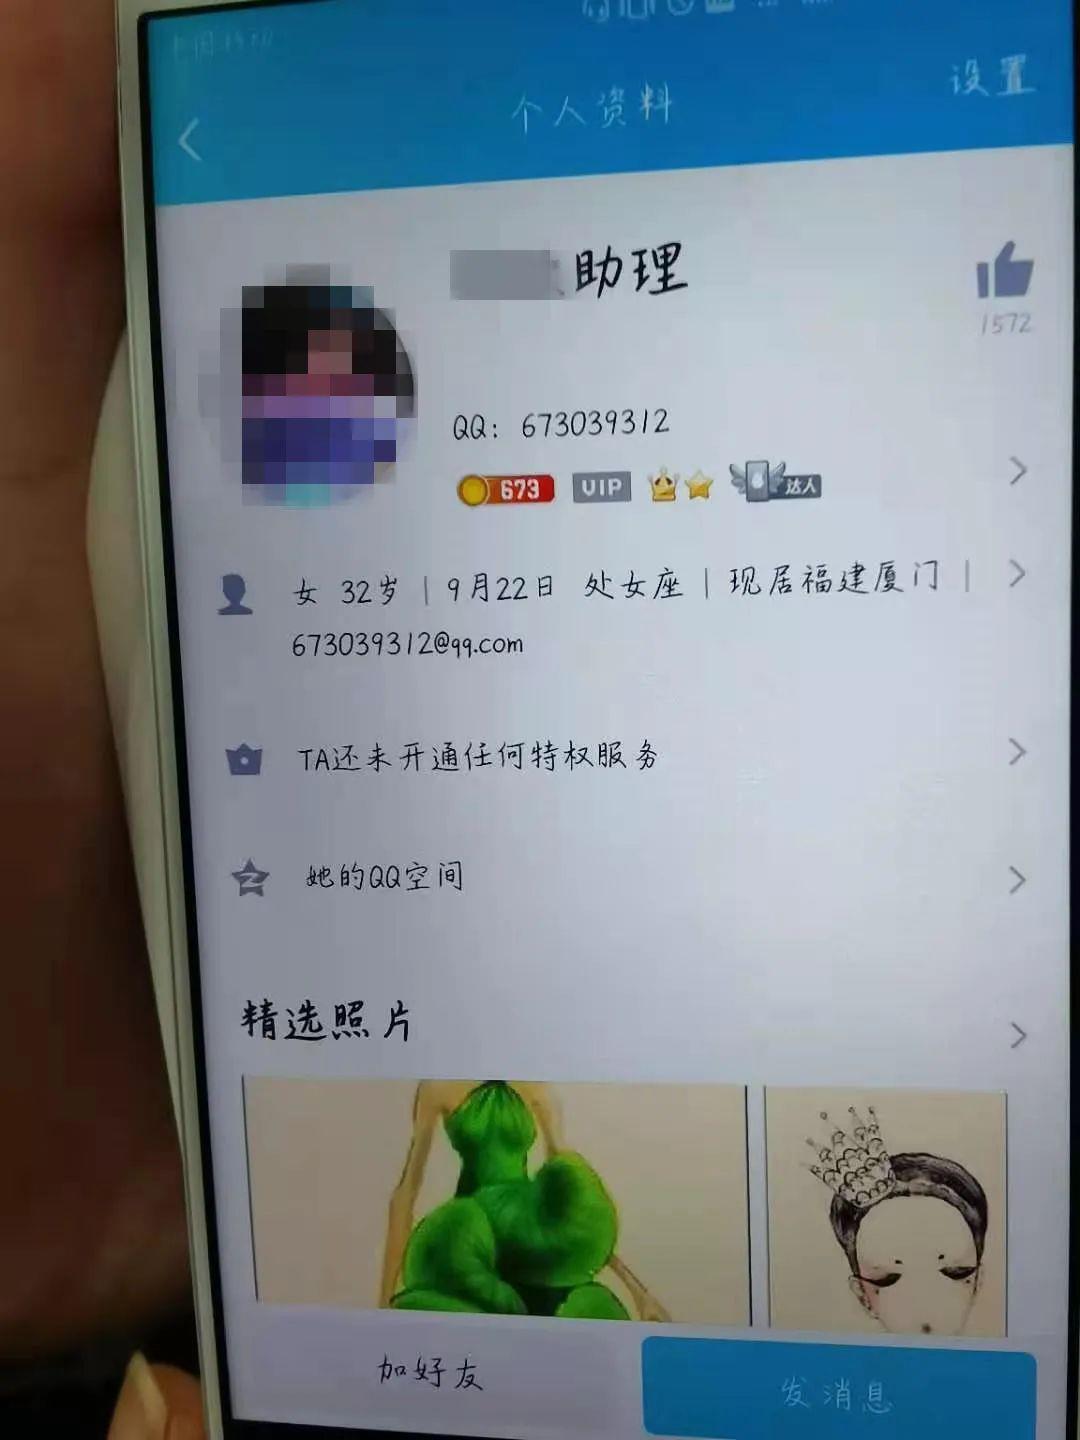 设置
个人资料
助理
1572
QQ: 673039312
673 VIP 达人
女 32岁 | 9月22日 处女座 | 现居福建厦门 |
673039312@qq.com
TA还未开通任何特权服务
她的QQ空间
精选照片
加好友
发消息